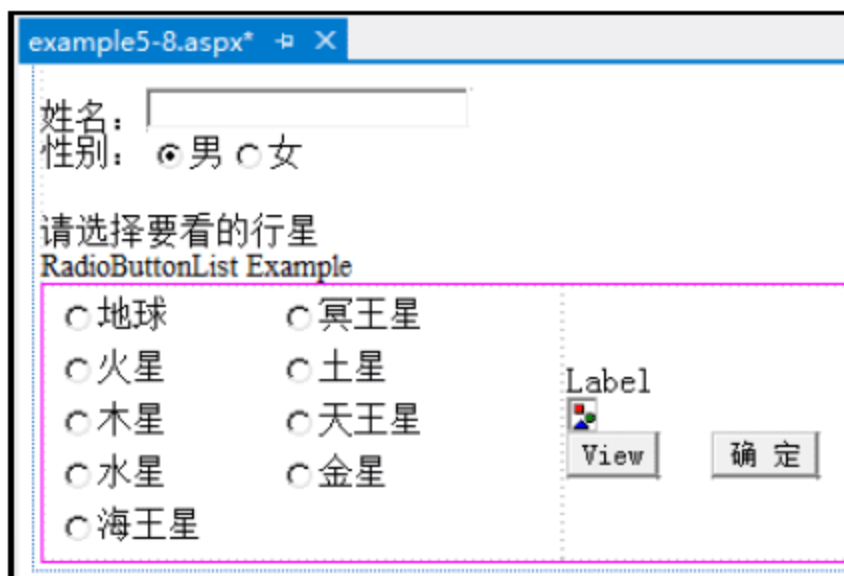 example5-8.aspx*
姓名：
性别： 男 女
请选择要看的行星
RadioButtonList Example
地球 冥王星
火星 土星
木星 天王星
水星 金星
海王星
Label
View 确 定